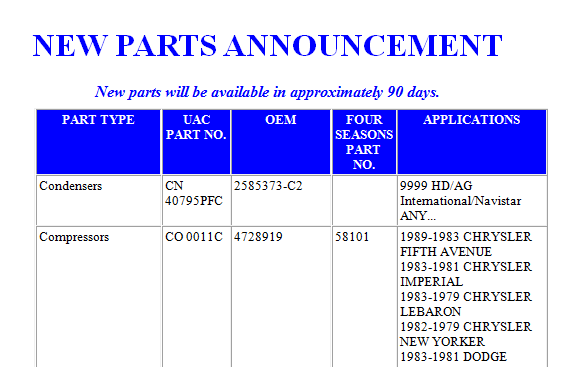 NEW PARTS ANNOUNCEMENT
New parts will be available in approximately 90 days.
PART TYPE
UAC
PART NO.
OEM
FOUR
SEASONS
PART
NO.
APPLICATIONS
Condensers
CN
40795PFC
2585373-C2
9999 HD/AG
International/Navistar
ANY...
Compressors
CO 0011C
4728919
58101
1989-1983 CHRYSLER
FIFTH AVENUE
1983-1981 CHRYSLER
IMPERIAL
1983-1979 CHRYSLER
LEBARON
1982-1979 CHRYSLER
NEW YORKER
1983-1981 DODGE